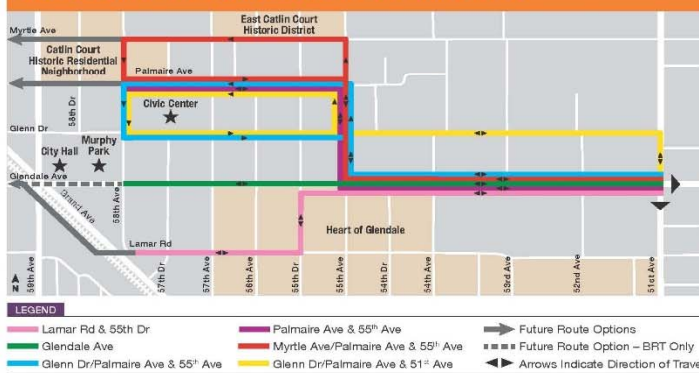 East Catlin Court
Historic District
Myrtle Ave
Catlin Court
Historic Residential
Neighborhood
Palmaire Ave
58th Dr
Civic Center
Glenn Dr
Murphy
Park
City Hall
Glendale Ave
Grand Ave
58th Ave
Heart of Glendale
Lamar Rd
A
N
59th Ave
57th Dr
57th Ave
56th Ave
55th Dr
55th Ave
54th Dr
54th Ave
53rd Ave
52nd Ave
51st Ave
LEGEND
Lamar Rd & 55th Dr
Palmaire Ave & 55th Ave
Future Route Options
Glendale Ave
Myrtle Ave/Palmaire Ave & 55th Ave
Future Route Option – BRT Only
Glenn Dr/Palmaire Ave & 55th Ave
Glenn Dr/Palmaire Ave & 51st Ave
Arrows Indicate Direction of Trave